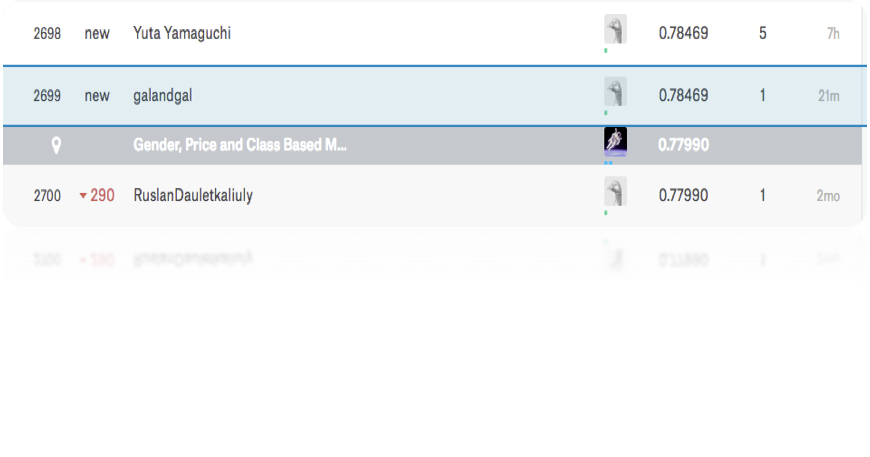 2698 new Yuta Yamaguchi 0.78469 5 7h
2699 new galandgal 0.78469 1 21m
Gender, Price and Class Based M... 0.77990
2700 290 RuslanDauletkaliuly 0.77990 1 2mo